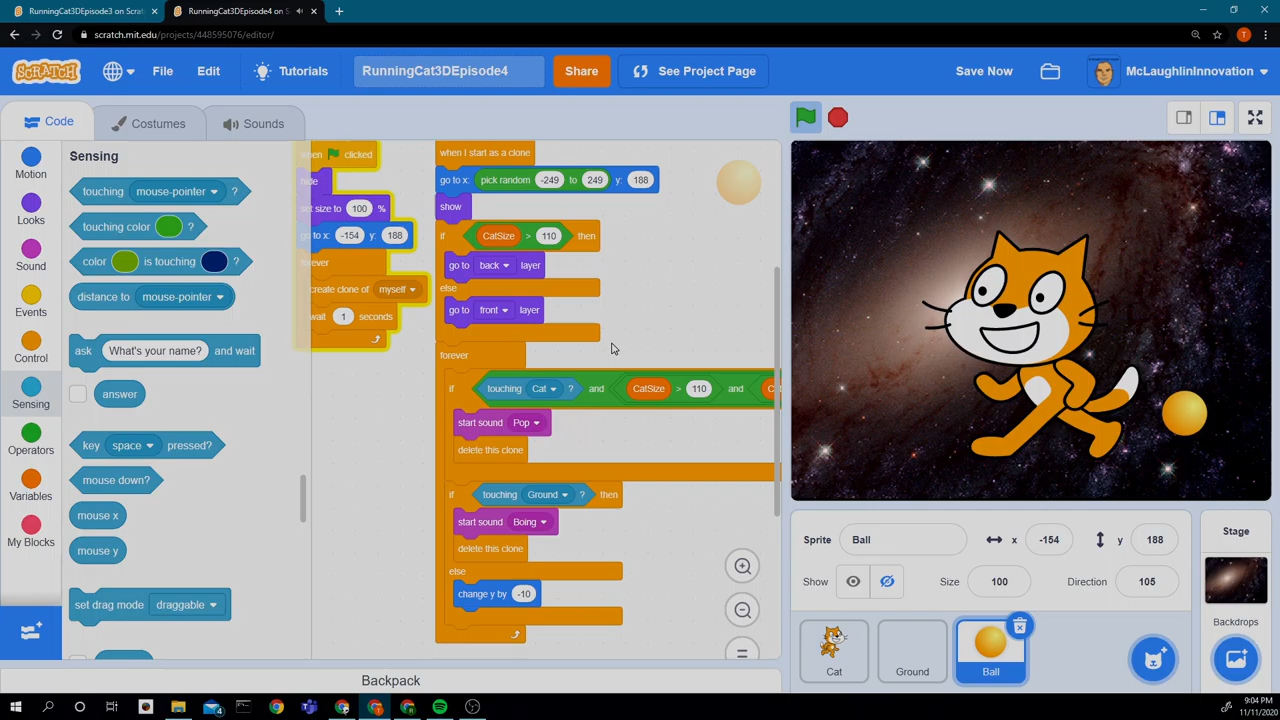 RunningCat3DEpisode3 on Scrat
RunningCat3DEpisode4 on S
scratch.mit.edu/projects/448595076/editor/
SCRATCH
File
Edit
Tutorials
RunningCat3DEpisode4
Share
See Project Page
Save Now
McLaughlinInnovation
Code
Costumes
Sounds
Motion
Looks
Sound
Events
Control
Sensing
Operators
Variables
My Blocks
Sensing
touching mouse-pointer ?
touching color ?
color is touching ?
distance to mouse-pointer
ask What's your name? and wait
answer
key space pressed?
mouse down?
mouse x
mouse y
set drag mode draggable
when clicked
hide
set size to 100 %
go to x: -154 y: 188
forever
create clone of myself
wait 1 seconds
when I start as a clone
go to x: pick random -249 to 249 y: 188
show
if CatSize > 110 then
go to back layer
else
go to front layer
forever
if touching Cat ? and CatSize > 110 and
start sound Pop
delete this clone
if touching Ground ? then
start sound Boing
delete this clone
else
change y by -10
Backpack
Sprite Ball x -154 y 188
Show Size 100 Direction 105
Cat
Ground
Ball
Stage
Backdrops
9:04 PM
11/11/2020